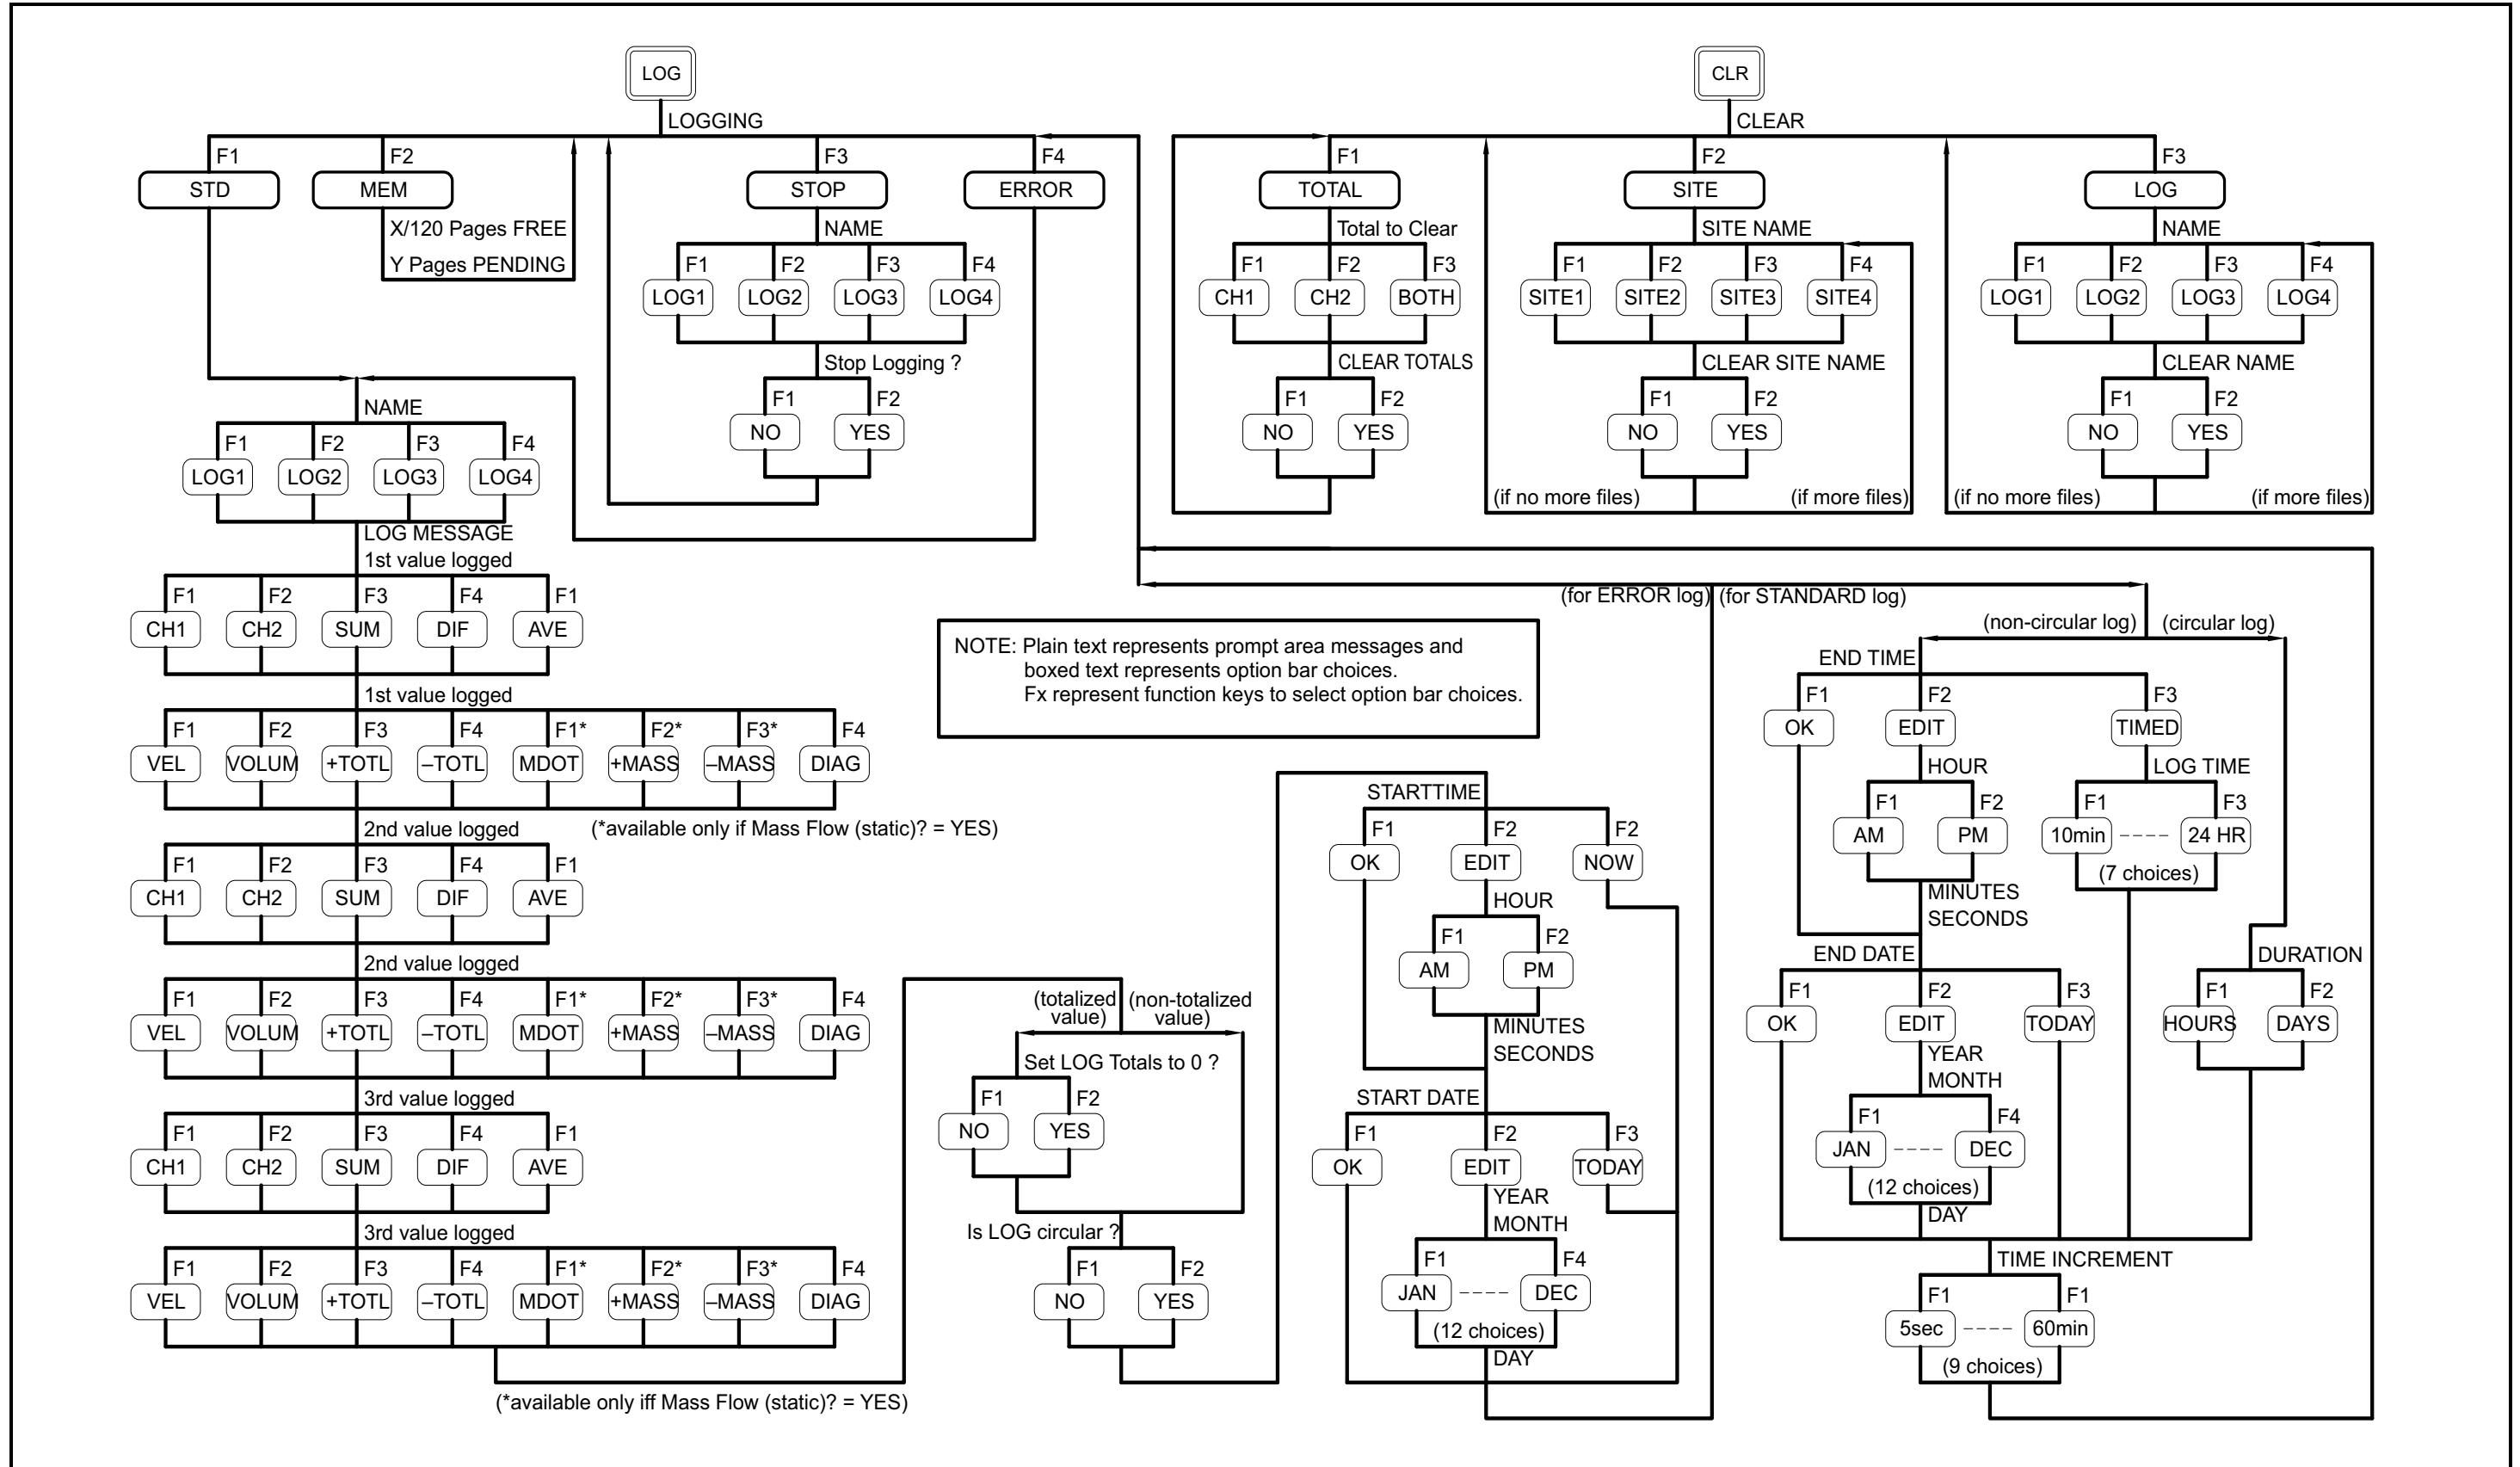 LOG
LOGGING
F1
F2
F3
F4
STD
MEM
STOP
ERROR
X/120 Pages FREE
Y Pages PENDING
NAME
F1
F2
F3
F4
LOG1
LOG2
LOG3
LOG4
Stop Logging ?
F1
F2
NO
YES
NAME
F1
F2
F3
F4
LOG1
LOG2
LOG3
LOG4
LOG MESSAGE
1st value logged
F1
F2
F3
F4
F1
CH1
CH2
SUM
DIF
AVE
1st value logged
F1
F2
F3
F4
F1*
F2*
F3*
F4
VEL
VOLUM
+TOTL
–TOTL
MDOT
+MASS
–MASS
DIAG
(*available only if Mass Flow (static)? = YES)
2nd value logged
F1
F2
F3
F4
F1
CH1
CH2
SUM
DIF
AVE
2nd value logged
F1
F2
F3
F4
F1*
F2*
F3*
F4
VEL
VOLUM
+TOTL
–TOTL
MDOT
+MASS
–MASS
DIAG
3rd value logged
F1
F2
F3
F4
F1
CH1
CH2
SUM
DIF
AVE
3rd value logged
F1
F2
F3
F4
F1*
F2*
F3*
F4
VEL
VOLUM
+TOTL
–TOTL
MDOT
+MASS
–MASS
DIAG
(*available only iff Mass Flow (static)? = YES)
CLR
CLEAR
F1
F2
F3
TOTAL
SITE
LOG
Total to Clear
F1
F2
F3
CH1
CH2
BOTH
CLEAR TOTALS
F1
F2
NO
YES
SITE NAME
F1
F2
F3
F4
SITE1
SITE2
SITE3
SITE4
CLEAR SITE NAME
F1
F2
NO
YES
(if no more files)
(if more files)
NAME
F1
F2
F3
F4
LOG1
LOG2
LOG3
LOG4
CLEAR NAME
F1
F2
NO
YES
(if no more files)
(if more files)
NOTE: Plain text represents prompt area messages and
boxed text represents option bar choices.
Fx represent function keys to select option bar choices.
(totalized
value)
(non-totalized
value)
Set LOG Totals to 0 ?
F1
F2
NO
YES
Is LOG circular ?
F1
F2
NO
YES
STARTTIME
F1
F2
F2
OK
EDIT
NOW
HOUR
F1
F2
AM
PM
MINUTES
SECONDS
START DATE
F1
F2
F3
OK
EDIT
TODAY
YEAR
MONTH
F1
F4
JAN
DEC
(12 choices)
DAY
(for ERROR log)
(for STANDARD log)
(non-circular log)
(circular log)
END TIME
F1
F2
F3
OK
EDIT
TIMED
HOUR
F1
F2
AM
PM
MINUTES
SECONDS
LOG TIME
F1
F3
10min
24 HR
(7 choices)
END DATE
F1
F2
F3
OK
EDIT
TODAY
YEAR
MONTH
F1
F4
JAN
DEC
(12 choices)
DAY
DURATION
F1
F2
HOURS
DAYS
TIME INCREMENT
F1
F1
5sec
60min
(9 choices)